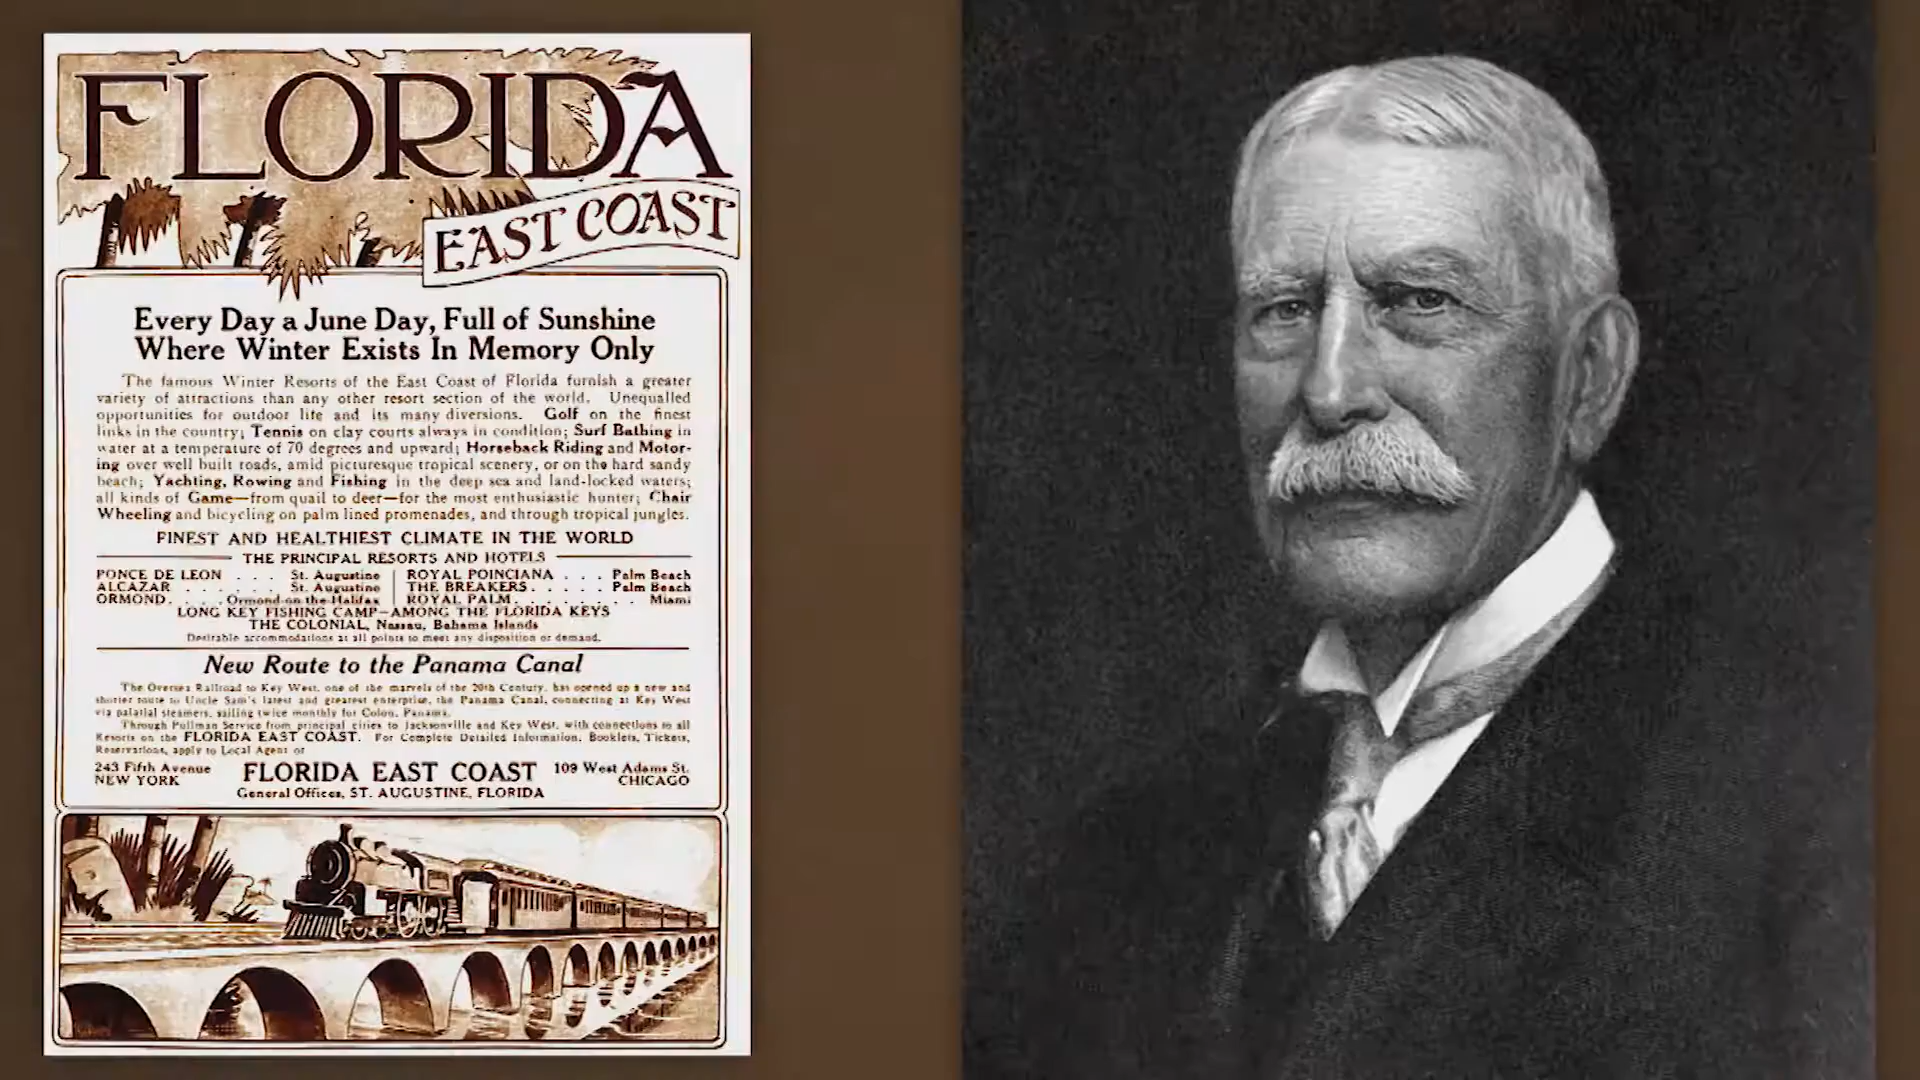 FLORIDA
EAST COAST
Every Day a June Day, Full of Sunshine
Where Winter Exists In Memory Only
The famous Winter Resorts of the East Coast of Florida furnish a greater
variety of attractions than any other resort section of the world. Unequalled
opportunities for outdoor life and its many diversions. Golf on the finest
links in the country; Tennis on clay courts always in condition; Surf Bathing in
water at a temperature of 70 degrees and upward; Horseback Riding and Motor-
ing over well built roads, amid picturesque tropical scenery, or on the hard sandy
beach; Yachting, Rowing and Fishing in the deep sea and land-locked waters;
all kinds of Game—from quail to deer—for the most enthusiastic hunter; Chair
Wheeling and bicycling on palm lined promenades, and through tropical jungles.
FINEST AND HEALTHIEST CLIMATE IN THE WORLD
THE PRINCIPAL RESORTS AND HOTELS
PONCE DE LEON . . . St. Augustine | ROYAL POINCIANA . . . Palm Beach
ALCAZAR . . . . . . St. Augustine | THE BREAKERS . . . . . Palm Beach
ORMOND . . . Ormond-on-the-Halifax | ROYAL PALM . . . . . . . Miami
LONG KEY FISHING CAMP—AMONG THE FLORIDA KEYS
THE COLONIAL, Nassau, Bahama Islands
Desirable accommodations at all points to meet any disposition or demand.
New Route to the Panama Canal
The Oversea Railroad to Key West, one of the marvels of the 20th Century, has opened up a new and
shorter route to Uncle Sam's latest and greatest enterprise, the Panama Canal, connecting at Key West
via palatial steamers, sailing twice monthly for Colon, Panama.
Through Pullman Service from principal cities to Jacksonville and Key West, with connections to all
Resorts on the FLORIDA EAST COAST. For Complete Detailed Information, Booklets, Tickets,
Reservations, apply to Local Agent or
243 Fifth Avenue FLORIDA EAST COAST 109 West Adams St.
NEW YORK CHICAGO
General Offices, ST. AUGUSTINE, FLORIDA